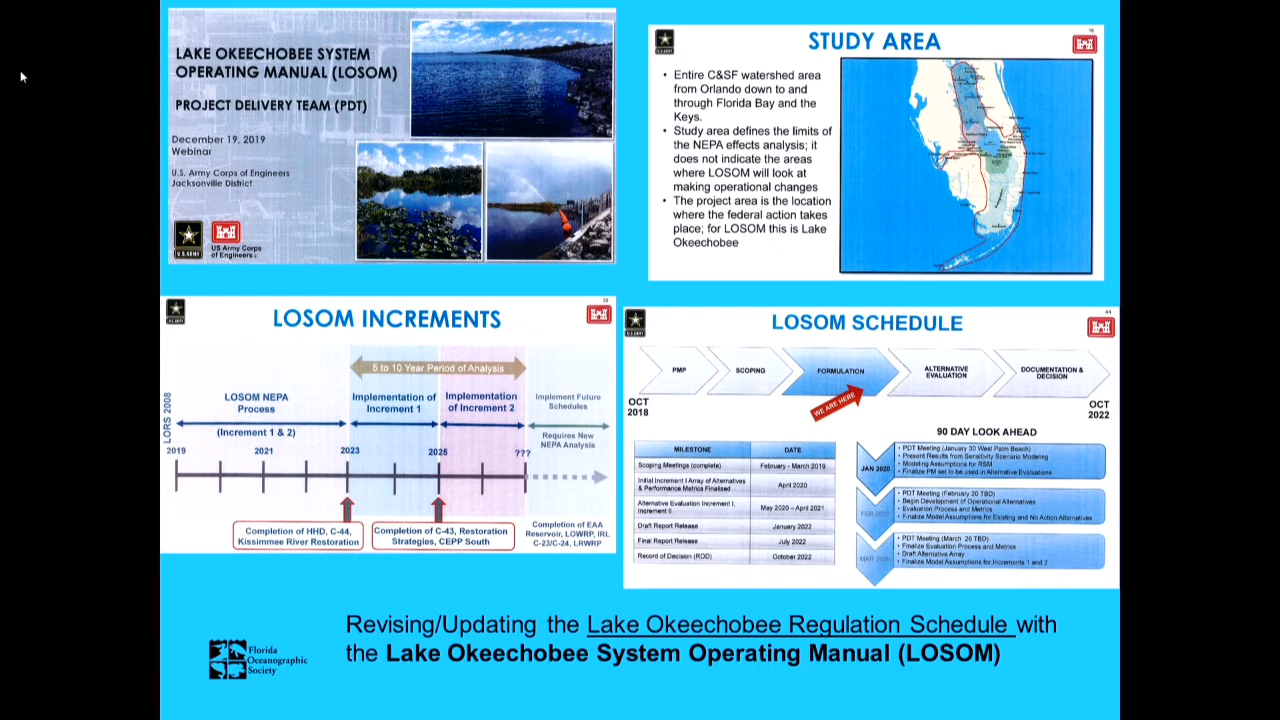 LAKE OKEECHOBEE SYSTEM
OPERATING MANUAL (LOSOM)
PROJECT DELIVERY TEAM (PDT)
December 19, 2019
Webinar
U.S. Army Corps of Engineers
Jacksonville District
U.S. ARMY
US Army Corps
of Engineers
STUDY AREA
U.S. ARMY
• Entire C&SF watershed area
from Orlando down to and
through Florida Bay and the
Keys.
• Study area defines the limits of
the NEPA effects analysis; it
does not indicate the areas
where LOSOM will look at
making operational changes
• The project area is the location
where the federal action takes
place; for LOSOM this is Lake
Okeechobee
LOSOM INCREMENTS
5 to 10 Year Period of Analysis
LORS 2008
LOSOM NEPA
Process
(Increment 1 & 2)
Implementation of
Increment 1
Implementation
of Increment 2
Implement Future
Schedules
Requires New
NEPA Analysis
2019 2021 2023 2025 ???
Completion of HHD, C-44,
Kissimmee River Restoration
Completion of C-43, Restoration
Strategies, CEPP South
Completion of EAA
Reservoir, LOWRP, IRL
C-23/C-24, LRWRP
44
LOSOM SCHEDULE
PMP SCOPING FORMULATION ALTERNATIVE
EVALUATION DOCUMENTATION &
DECISION
WE ARE HERE
OCT
2018
OCT
2022
90 DAY LOOK AHEAD
MILESTONE DATE
Scoping Meetings (complete) February - March 2019
Initial Increment I Array of Alternatives
& Performance Metrics Finalized April 2020
Alternative Evaluation Increment I,
Increment II May 2020 – April 2021
Draft Report Release January 2022
Final Report Release July 2022
Record of Decision (ROD) October 2022
JAN 2020
• PDT Meeting (January 30 West Palm Beach)
• Present Results from Sensitivity Scenario Modeling
• Modeling Assumptions for RSM
• Finalize PM set to be used in Alternative Evaluations
FEB 2020
• PDT Meeting (February 20 TBD)
• Begin Development of Operational Alternatives
• Evaluation Process and Metrics
• Finalize Model Assumptions for Existing and No Action Alternatives
MAR 2020
• PDT Meeting (March 26 TBD)
• Finalize Evaluation Process and Metrics
• Draft Alternative Array
• Finalize Model Assumptions for Increments 1 and 2
Florida
Oceanographic
Society
Revising/Updating the Lake Okeechobee Regulation Schedule with
the Lake Okeechobee System Operating Manual (LOSOM)